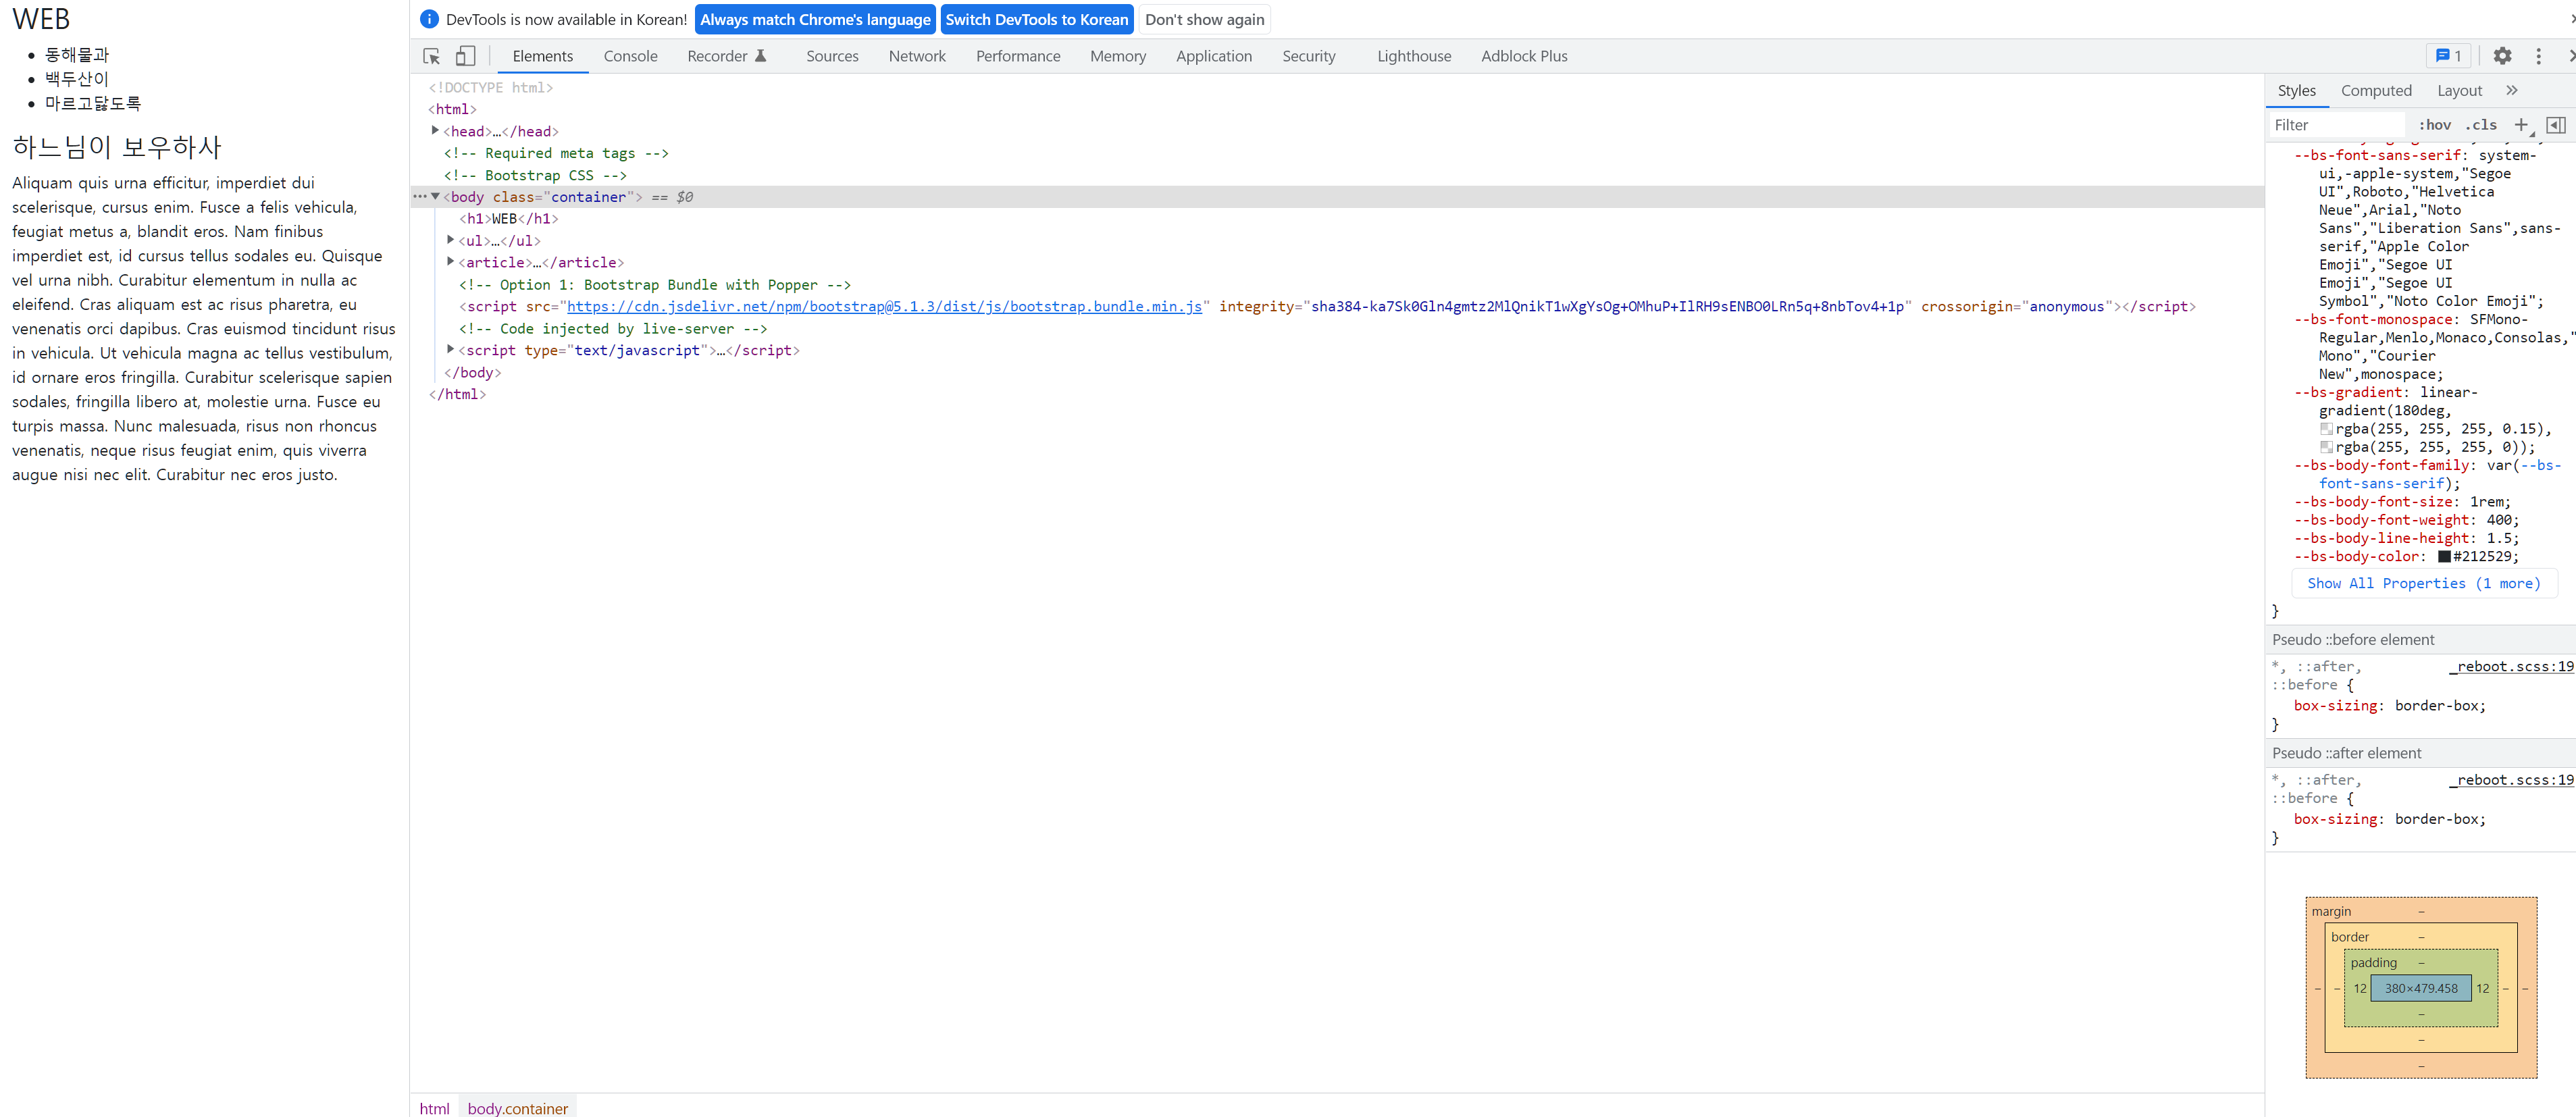 WEB
• 동해물과
• 백두산이
• 마르고닳도록
하느님이 보우하사
Aliquam quis urna efficitur, imperdiet dui
scelerisque, cursus enim. Fusce a felis vehicula,
feugiat metus a, blandit eros. Nam finibus
imperdiet est, id cursus tellus sodales eu. Quisque
vel urna nibh. Curabitur elementum in nulla ac
eleifend. Cras aliquam est ac risus pharetra, eu
venenatis orci dapibus. Cras euismod tincidunt risus
in vehicula. Ut vehicula magna ac tellus vestibulum,
id ornare eros fringilla. Curabitur scelerisque sapien
sodales, fringilla libero at, molestie urna. Fusce eu
turpis massa. Nunc malesuada, risus non rhoncus
venenatis, neque risus feugiat enim, quis viverra
augue nisi nec elit. Curabitur nec eros justo.
DevTools is now available in Korean! Always match Chrome's language Switch DevTools to Korean Don't show again
Elements Console Recorder Sources Network Performance Memory Application Security Lighthouse Adblock Plus 1
<!DOCTYPE html>
<html>
<head>…</head>
<!-- Required meta tags -->
<!-- Bootstrap CSS -->
<body class="container"> == $0
<h1>WEB</h1>
<ul>…</ul>
<article>…</article>
<!-- Option 1: Bootstrap Bundle with Popper -->
<script src="https://cdn.jsdelivr.net/npm/bootstrap@5.1.3/dist/js/bootstrap.bundle.min.js" integrity="sha384-ka7Sk0Gln4gmtz2MlQnikT1wXgYsOg+OMhuP+IlRH9sENBO0LRn5q+8nbTov4+1p" crossorigin="anonymous"></script>
<!-- Code injected by live-server -->
<script type="text/javascript">…</script>
</body>
</html>
html body.container
Styles Computed Layout »
Filter :hov .cls +
--bs-font-sans-serif: system-
ui,-apple-system,"Segoe
UI",Roboto,"Helvetica
Neue",Arial,"Noto
Sans","Liberation Sans",sans-
serif,"Apple Color
Emoji","Segoe UI
Emoji","Segoe UI
Symbol","Noto Color Emoji";
--bs-font-monospace: SFMono-
Regular,Menlo,Monaco,Consolas,"
Mono","Courier
New",monospace;
--bs-gradient: linear-
gradient(180deg,
rgba(255, 255, 255, 0.15),
rgba(255, 255, 255, 0));
--bs-body-font-family: var(--bs-
font-sans-serif);
--bs-body-font-size: 1rem;
--bs-body-font-weight: 400;
--bs-body-line-height: 1.5;
--bs-body-color: #212529;
Show All Properties (1 more)
}
Pseudo ::before element
*, ::after, _reboot.scss:19
::before {
box-sizing: border-box;
}
Pseudo ::after element
*, ::after, _reboot.scss:19
::before {
box-sizing: border-box;
}
margin –
border –
padding –
– – 12 380×479.458 12 – –
–
–
–